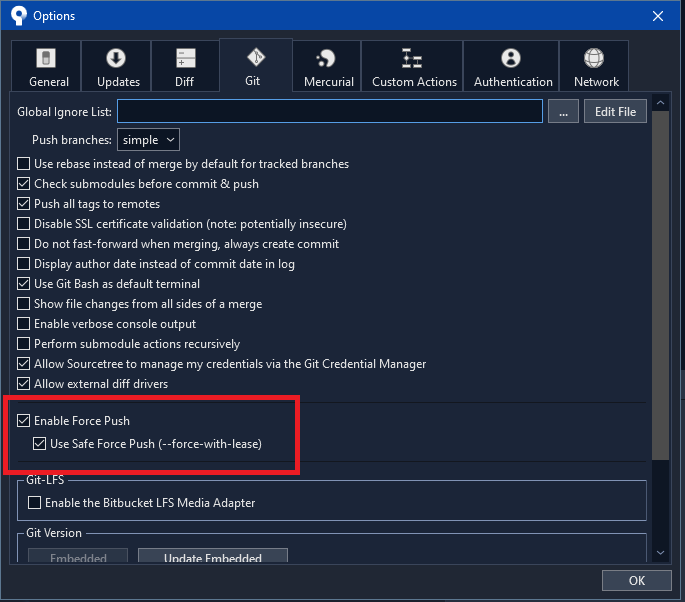 Options
General Updates Diff Git Mercurial Custom Actions Authentication Network
Global Ignore List: ... Edit File
Push branches: simple
Use rebase instead of merge by default for tracked branches
Check submodules before commit & push
Push all tags to remotes
Disable SSL certificate validation (note: potentially insecure)
Do not fast-forward when merging, always create commit
Display author date instead of commit date in log
Use Git Bash as default terminal
Show file changes from all sides of a merge
Enable verbose console output
Perform submodule actions recursively
Allow Sourcetree to manage my credentials via the Git Credential Manager
Allow external diff drivers
Enable Force Push
Use Safe Force Push (--force-with-lease)
Git-LFS
Enable the Bitbucket LFS Media Adapter
Git Version
Embedded Update Embedded
OK